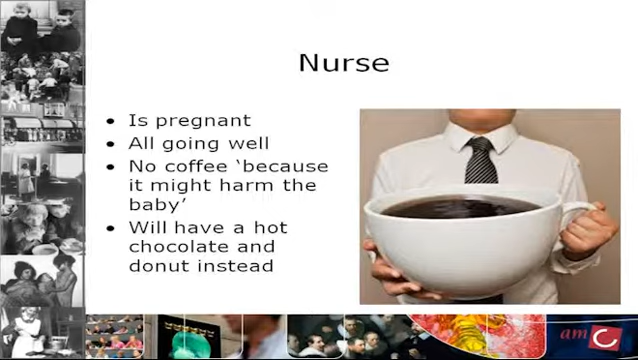 Nurse
• Is pregnant
• All going well
• No coffee ‘because
it might harm the
baby’
• Will have a hot
chocolate and
donut instead
amc